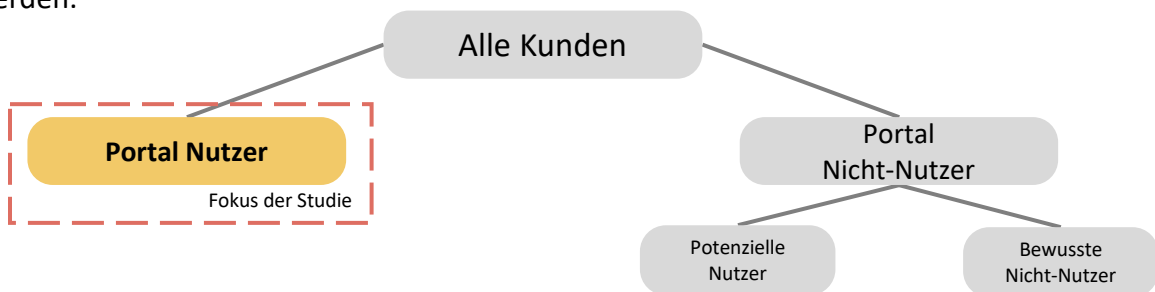 Alle Kunden
Portal Nutzer
Fokus der Studie
Portal
Nicht-Nutzer
Potenzielle
Nutzer
Bewusste
Nicht-Nutzer